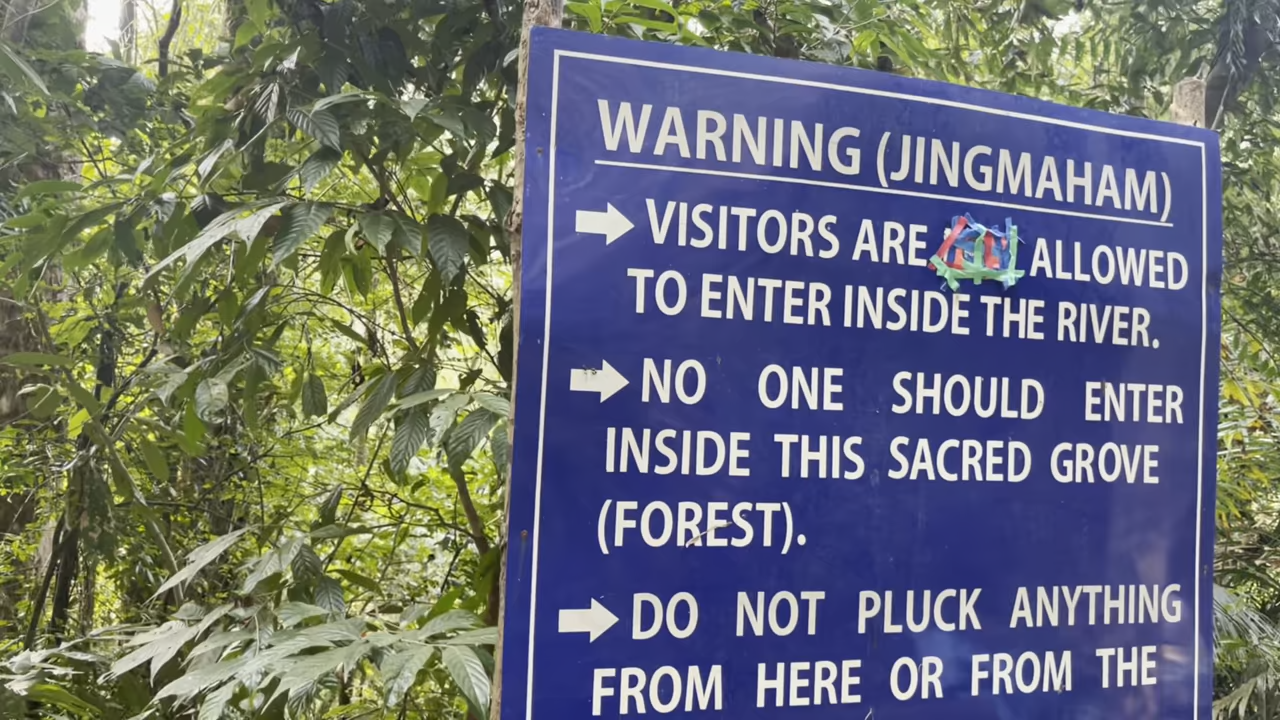 WARNING (JINGMAHAM)
VISITORS ARE ALLOWED
TO ENTER INSIDE THE RIVER.
NO ONE SHOULD ENTER
INSIDE THIS SACRED GROVE
(FOREST).
DO NOT PLUCK ANYTHING
FROM HERE OR FROM THE